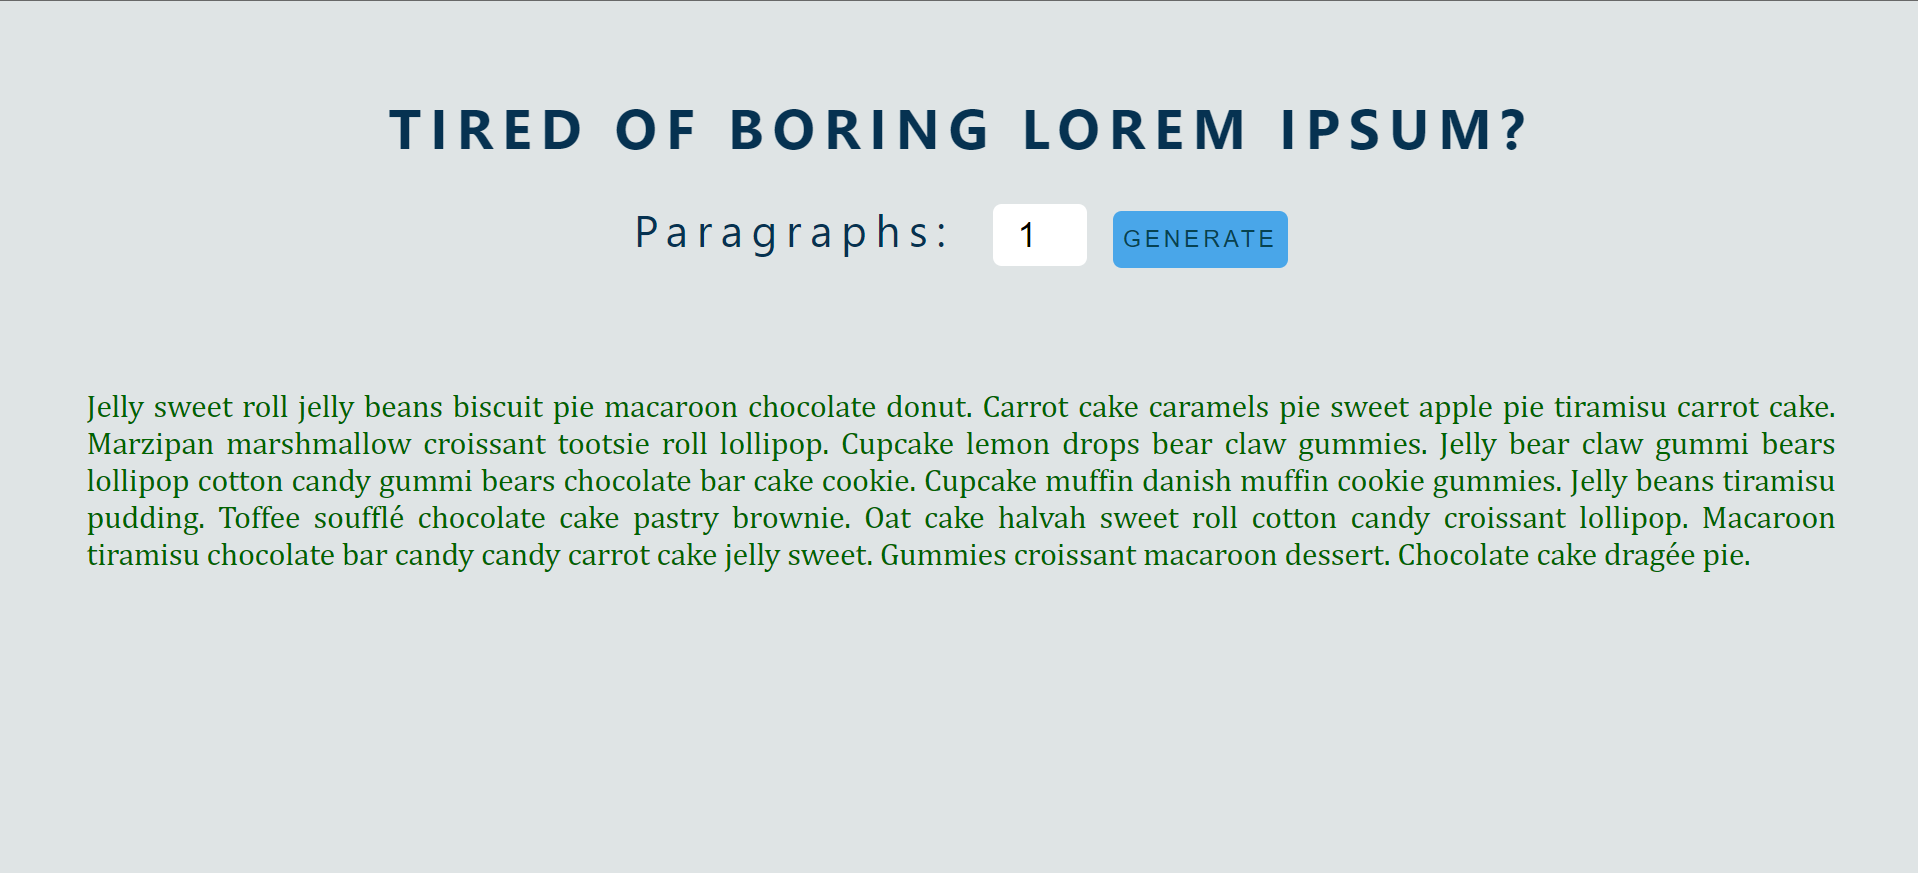 TIRED OF BORING LOREM IPSUM?
Paragraphs: 1 GENERATE
Jelly sweet roll jelly beans biscuit pie macaroon chocolate donut. Carrot cake caramels pie sweet apple pie tiramisu carrot cake.
Marzipan marshmallow croissant tootsie roll lollipop. Cupcake lemon drops bear claw gummies. Jelly bear claw gummi bears
lollipop cotton candy gummi bears chocolate bar cake cookie. Cupcake muffin danish muffin cookie gummies. Jelly beans tiramisu
pudding. Toffee soufflé chocolate cake pastry brownie. Oat cake halvah sweet roll cotton candy croissant lollipop. Macaroon
tiramisu chocolate bar candy candy carrot cake jelly sweet. Gummies croissant macaroon dessert. Chocolate cake dragée pie.